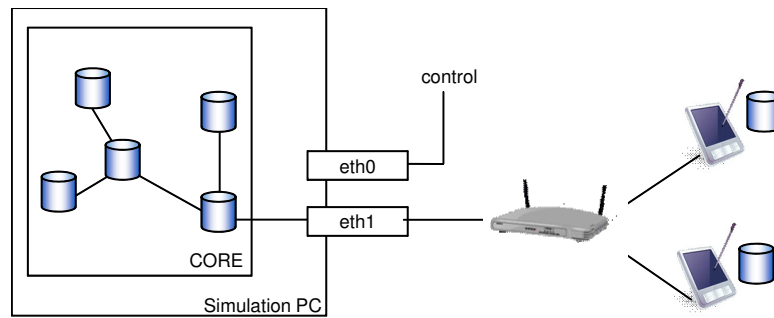 control
eth0
eth1
CORE
Simulation PC